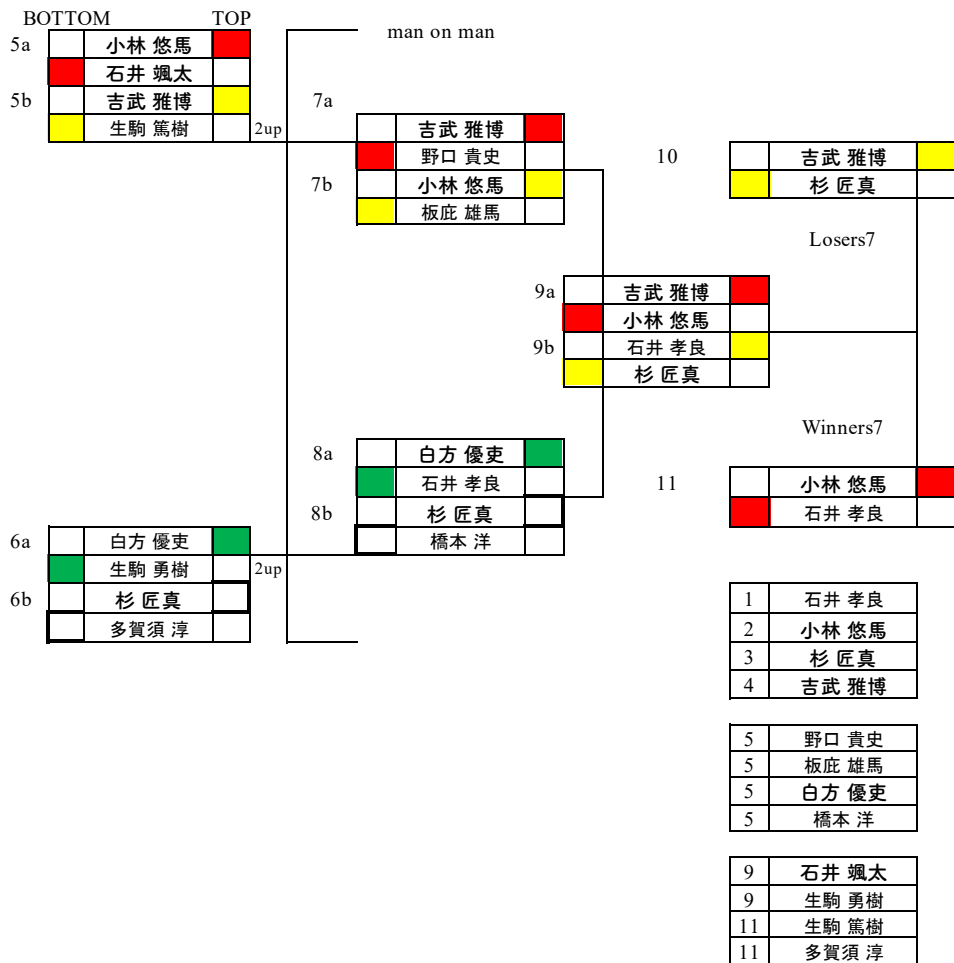 BOTTOM TOP
5a 小林 悠馬
石井 颯太
5b 吉武 雅博
生駒 篤樹 2up
man on man
7a 吉武 雅博
野口 貴史
7b 小林 悠馬
板庇 雄馬
10 吉武 雅博
杉 匠真
Losers7
9a 吉武 雅博
小林 悠馬
9b 石井 孝良
杉 匠真
Winners7
8a 白方 優吏
石井 孝良
8b 杉 匠真
橋本 洋
11 小林 悠馬
石井 孝良
6a 白方 優吏
生駒 勇樹 2up
6b 杉 匠真
多賀須 淳
1 石井 孝良
2 小林 悠馬
3 杉 匠真
4 吉武 雅博
5 野口 貴史
5 板庇 雄馬
5 白方 優吏
5 橋本 洋
9 石井 颯太
9 生駒 勇樹
11 生駒 篤樹
11 多賀須 淳